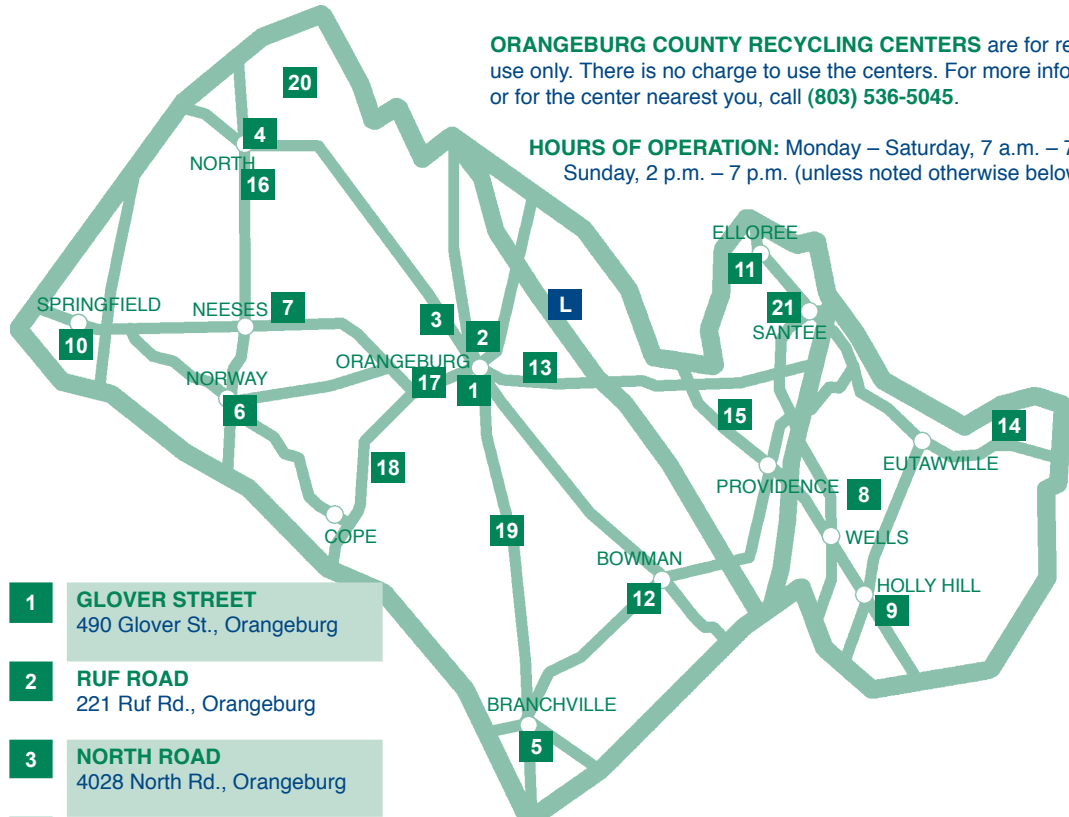 ORANGEBURG COUNTY RECYCLING CENTERS are for re
use only. There is no charge to use the centers. For more info
or for the center nearest you, call (803) 536-5045.
HOURS OF OPERATION: Monday – Saturday, 7 a.m. – 7
Sunday, 2 p.m. – 7 p.m. (unless noted otherwise below
20
4
NORTH
16
ELLOREE
11
SPRINGFIELD
10
NEESES
7
3
2
L
21
SANTEE
ORANGEBURG
17
1
13
NORWAY
6
15
14
EUTAWVILLE
18
PROVIDENCE
8
COPE
19
WELLS
BOWMAN
12
HOLLY HILL
9
BRANCHVILLE
5
1
GLOVER STREET
490 Glover St., Orangeburg
2
RUF ROAD
221 Ruf Rd., Orangeburg
3
NORTH ROAD
4028 North Rd., Orangeburg